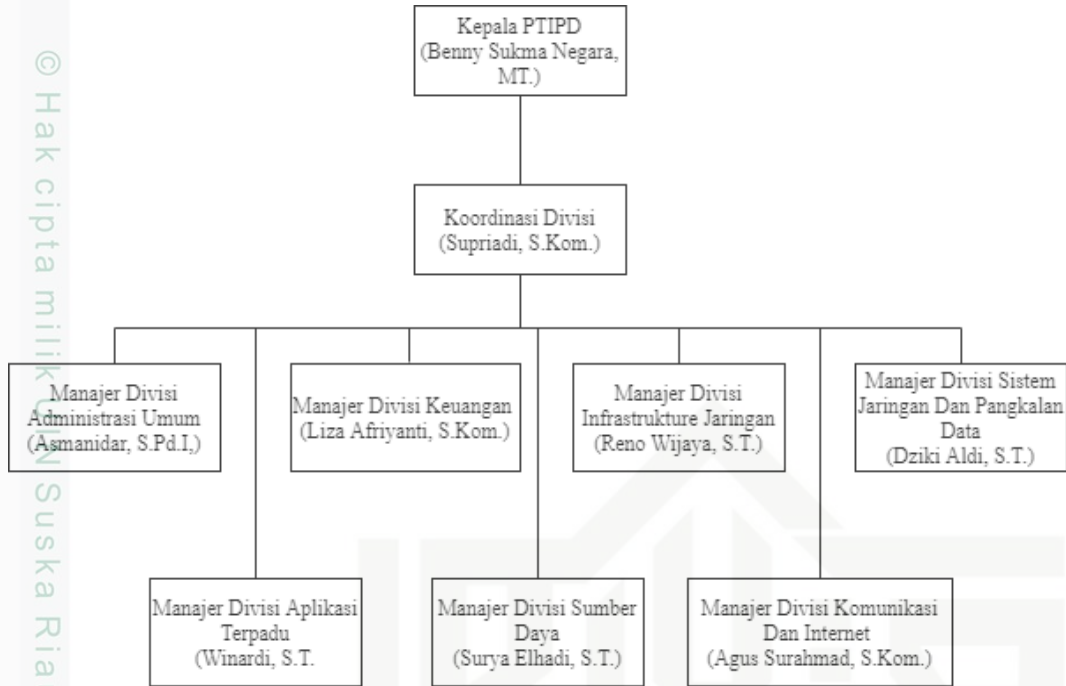 Kepala PTIPD
(Benny Sukma Negara,
MT.)
Koordinasi Divisi
(Supriadi, S.Kom.)
Manajer Divisi
Administrasi Umum
(Asmanidar, S.Pd.I,)
Manajer Divisi Keuangan
(Liza Afriyanti, S.Kom.)
Manajer Divisi
Infrastrukture Jaringan
(Reno Wijaya, S.T.)
Manajer Divisi Sistem
Jaringan Dan Pangkalan
Data
(Dziki Aldi, S.T.)
Manajer Divisi Aplikasi
Terpadu
(Winardi, S.T.
Manajer Divisi Sumber
Daya
(Surya Elhadi, S.T.)
Manajer Divisi Komunikasi
Dan Internet
(Agus Surahmad, S.Kom.)
© Hak cipta milik UIN Suska Ria